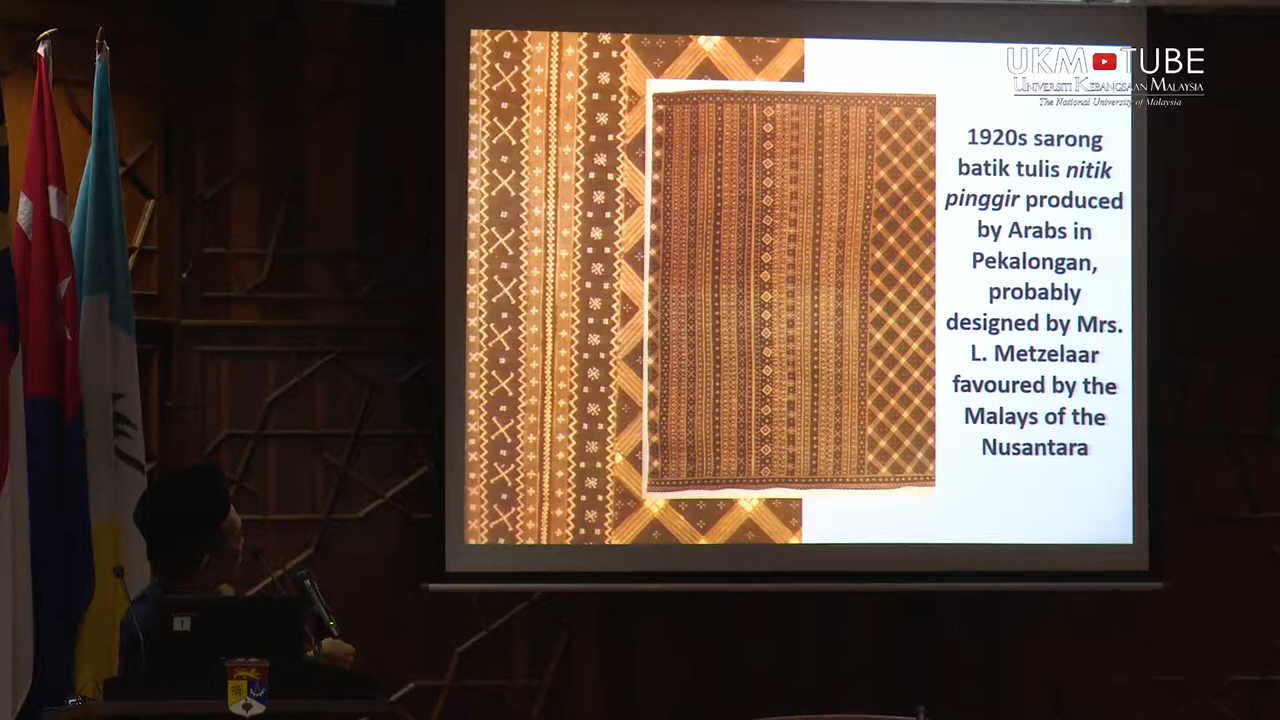 UKM TUBE
UNIVERSITI KEBANGSAAN MALAYSIA
The National University of Malaysia
1920s sarong
batik tulis nitik
pinggir produced
by Arabs in
Pekalongan,
probably
designed by Mrs.
L. Metzelaar
favoured by the
Malays of the
Nusantara